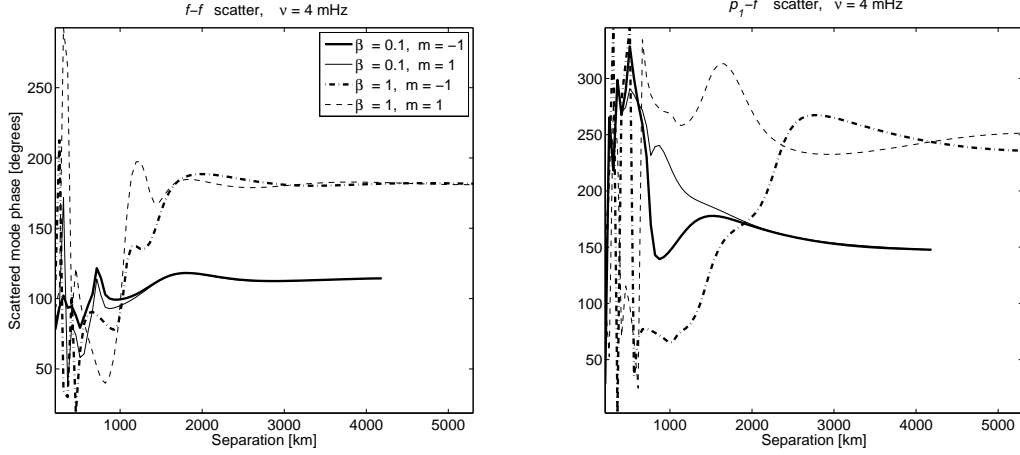 f−f scatter, ν = 4 mHz
Scattered mode phase [degrees]
250
200
150
100
50
1000 2000 3000 4000 5000
Separation [km]
β = 0.1, m = −1
β = 0.1, m = 1
β = 1, m = −1
β = 1, m = 1
p₁−f scatter, ν = 4 mHz
300
250
200
150
100
50
1000 2000 3000 4000 5000
Separation [km]